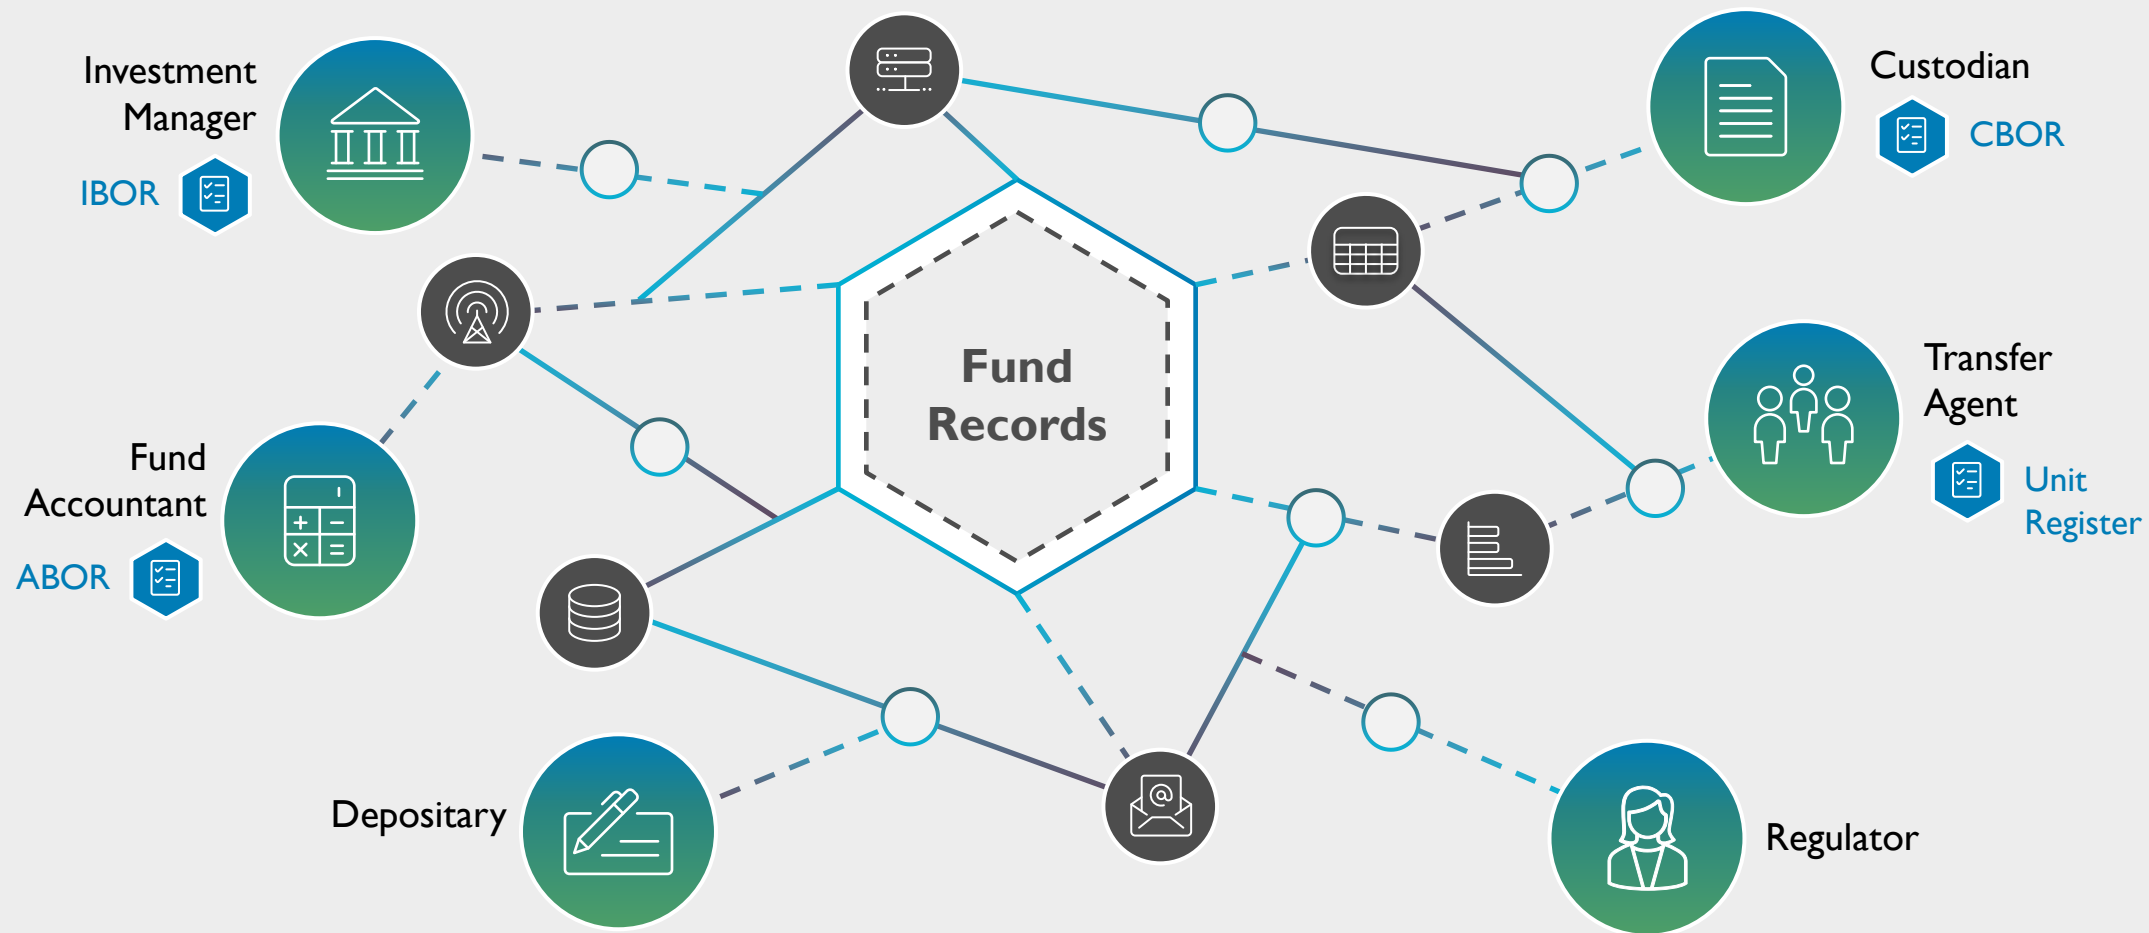 Investment
Manager
IBOR
Custodian
CBOR
Fund
Records
Transfer
Agent
Unit
Register
Fund
Accountant
ABOR
Depositary
Regulator